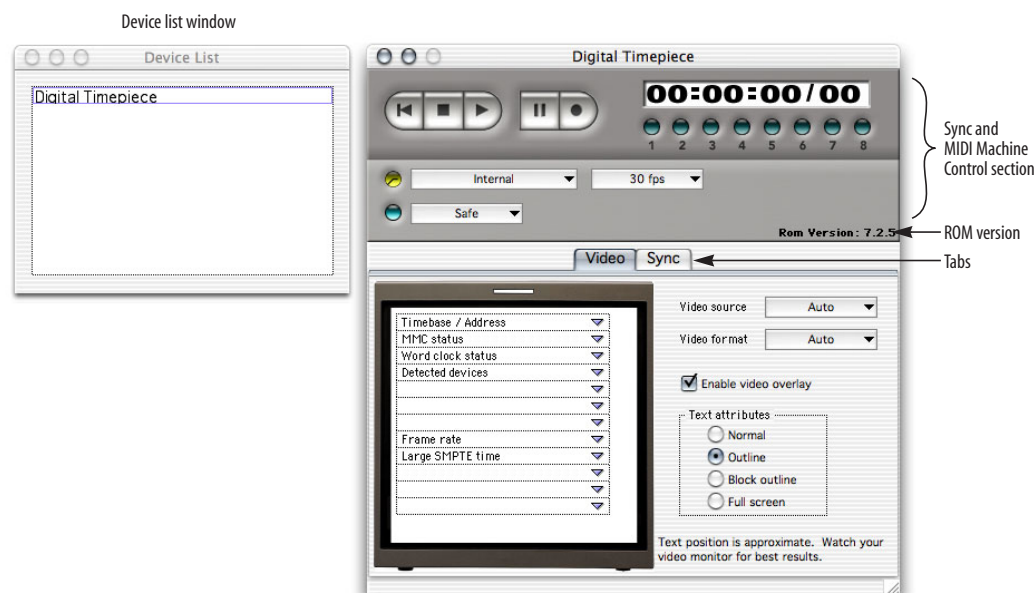 Device list window
Device List
Digital Timepiece
Digital Timepiece
00:00:00/00
1 2 3 4 5 6 7 8
Internal
30 fps
Safe
Rom Version: 7.2.5
Sync and
MIDI Machine
Control section
ROM version
Tabs
Video
Sync
Timebase / Address
MMC status
Word clock status
Detected devices
Frame rate
Large SMPTE time
Video source
Auto
Video format
Auto
Enable video overlay
Text attributes
Normal
Outline
Block outline
Full screen
Text position is approximate. Watch your
video monitor for best results.